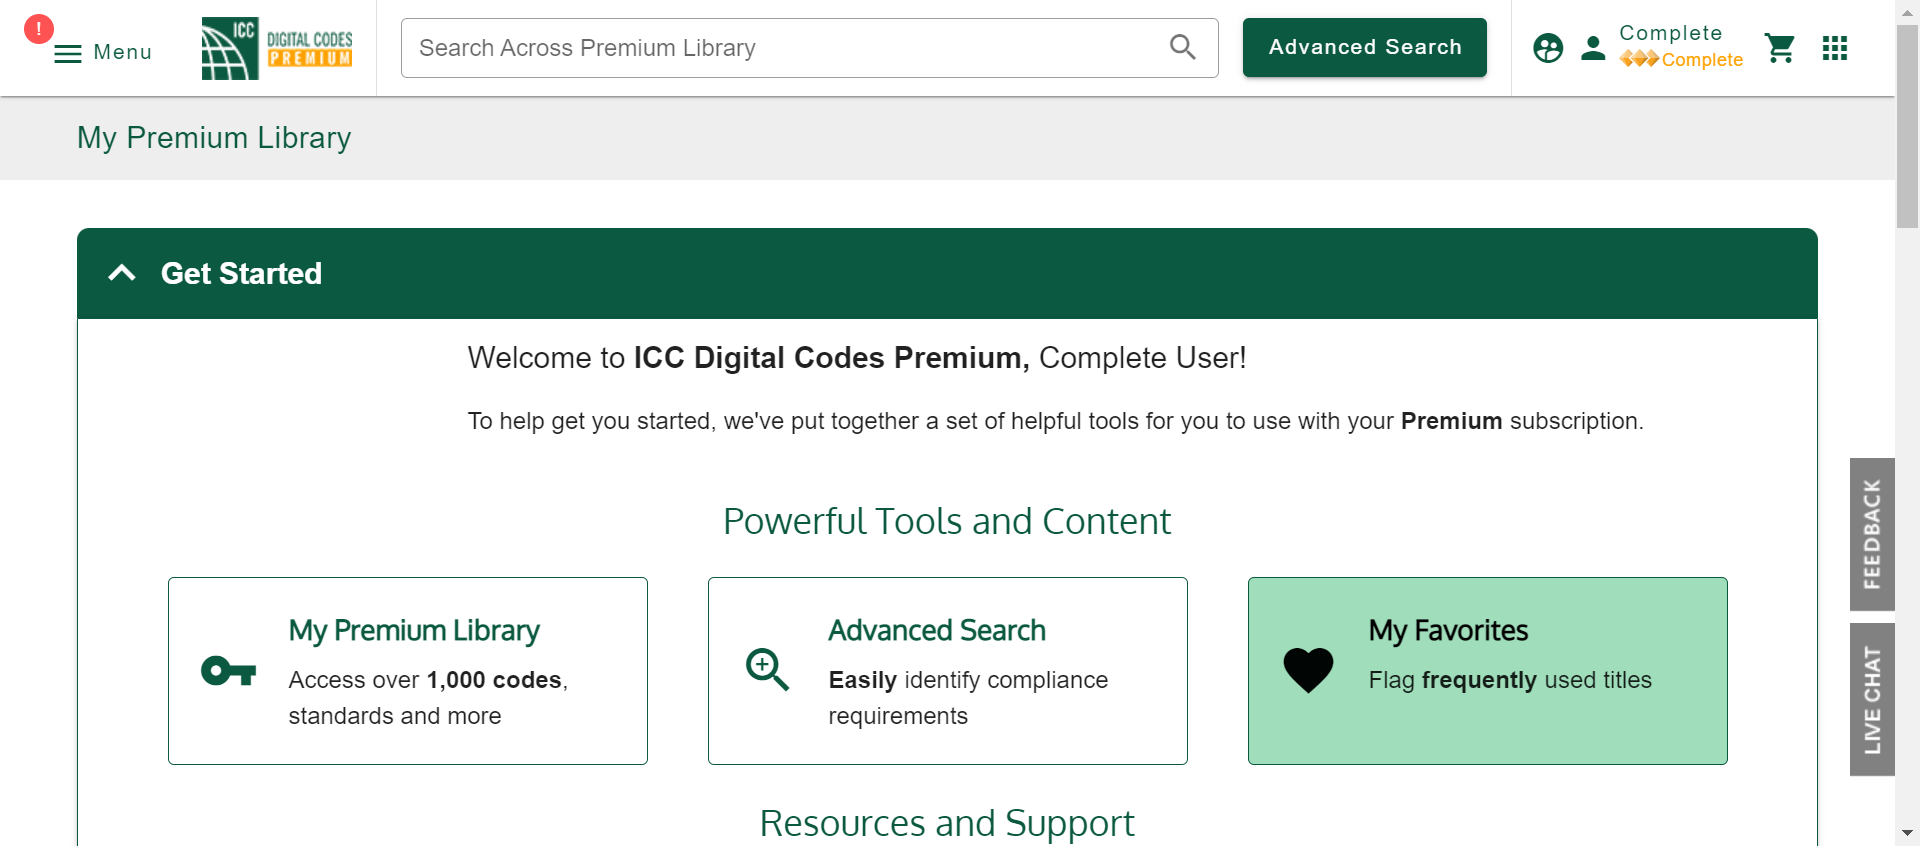 !
Menu
ICC
DIGITAL CODES
PREMIUM
Search Across Premium Library
Advanced Search
Complete
Complete
My Premium Library
Get Started
Welcome to ICC Digital Codes Premium, Complete User!
To help get you started, we've put together a set of helpful tools for you to use with your Premium subscription.
Powerful Tools and Content
My Premium Library
Access over 1,000 codes,
standards and more
Advanced Search
Easily identify compliance
requirements
My Favorites
Flag frequently used titles
Resources and Support
FEEDBACK
LIVE CHAT